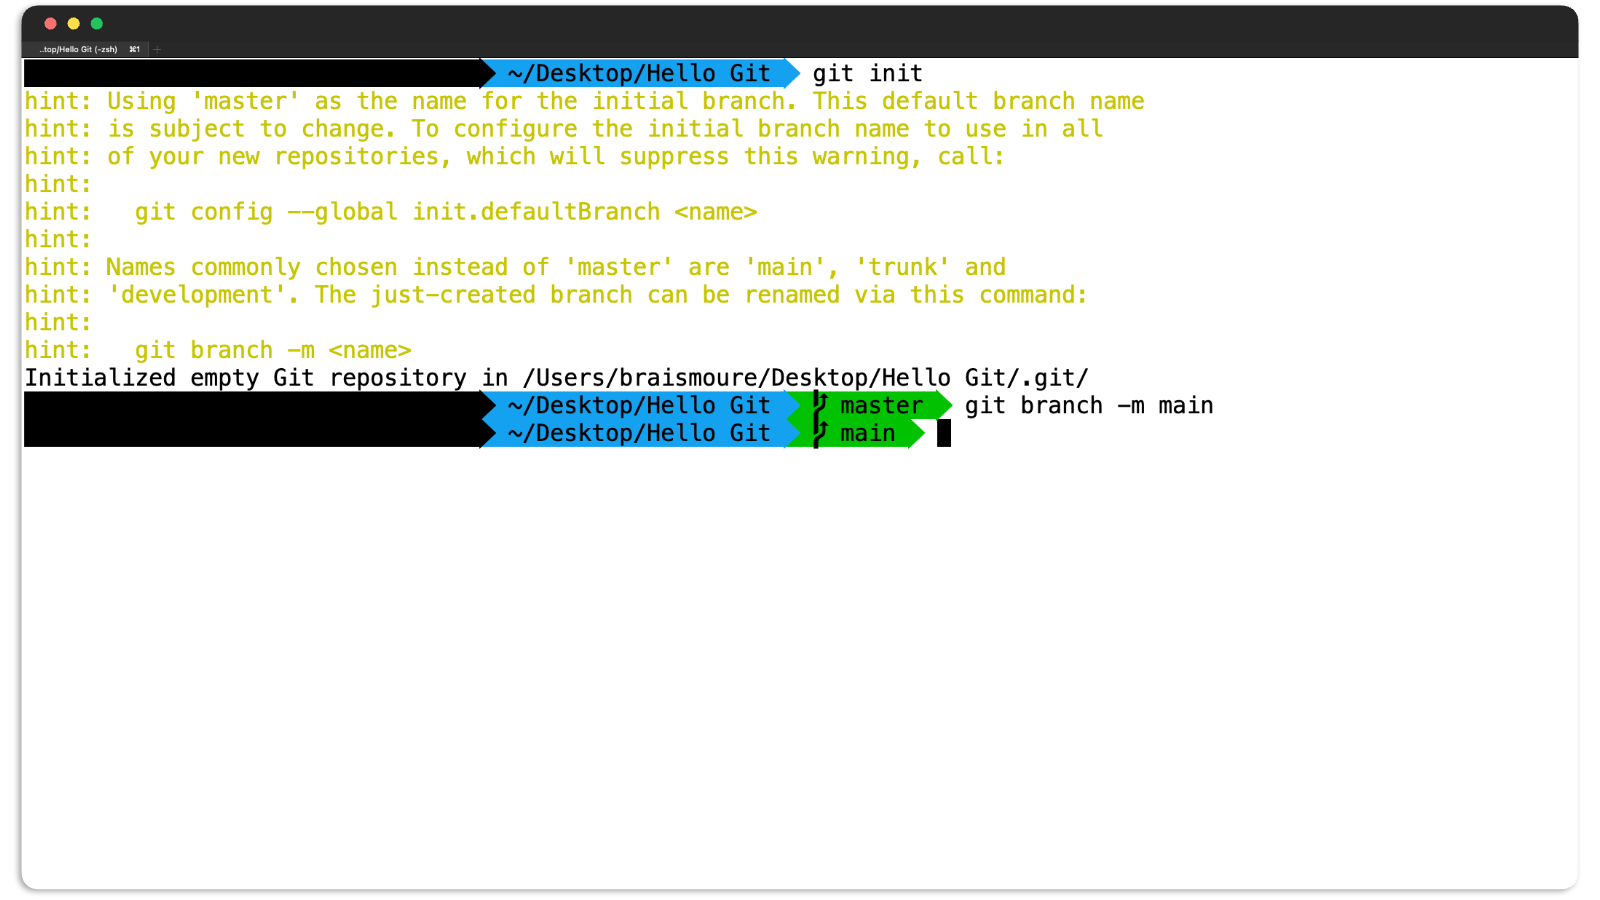 ..top/Hello Git (-zsh) ⌘1 +
~/Desktop/Hello Git git init
hint: Using 'master' as the name for the initial branch. This default branch name
hint: is subject to change. To configure the initial branch name to use in all
hint: of your new repositories, which will suppress this warning, call:
hint:
hint:   git config --global init.defaultBranch <name>
hint:
hint: Names commonly chosen instead of 'master' are 'main', 'trunk' and
hint: 'development'. The just-created branch can be renamed via this command:
hint:
hint:   git branch -m <name>
Initialized empty Git repository in /Users/braismoure/Desktop/Hello Git/.git/
~/Desktop/Hello Git master git branch -m main
~/Desktop/Hello Git main